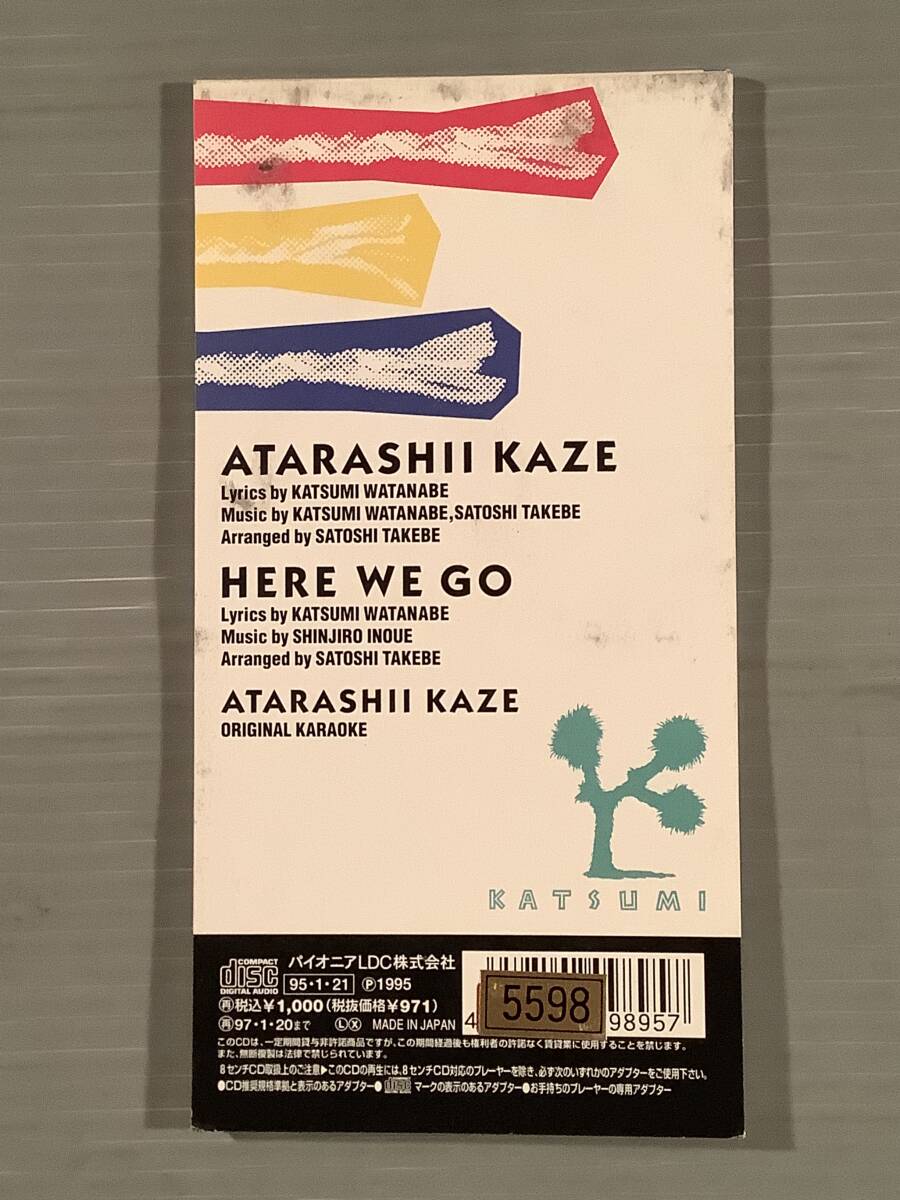 ATARASHII KAZE
Lyrics by KATSUMI WATANABE
Music by KATSUMI WATANABE, SATOSHI TAKEBE
Arranged by SATOSHI TAKEBE
HERE WE GO
Lyrics by KATSUMI WATANABE
Music by SHINJIRO INOUE
Arranged by SATOSHI TAKEBE
ATARASHII KAZE
ORIGINAL KARAOKE
KATSUMI
COMPACT disc DIGITAL AUDIO
パイオニアLDC株式会社
95・1・21 Ⓟ1995
㊢税込¥1,000(税抜価格¥971)
97・1・20まで Ⓛ Ⓧ MADE IN JAPAN
4 5598 98957
このCDは、一定期間貸与非許諾商品ですが、この期間経過後も権利者の許諾なく賃貸業に使用することを禁じます。
また、無断複製は法律で禁じられています。
8センチCD取扱上のご注意▶このCDの再生には、8センチCD対応のプレーヤーを除き、必ず次のいずれかのアダプターをご使用下さい。
●CD推奨規格準拠と表示のあるアダプター●disc マークの表示のあるアダプター●お手持ちのプレーヤーの専用アダプター